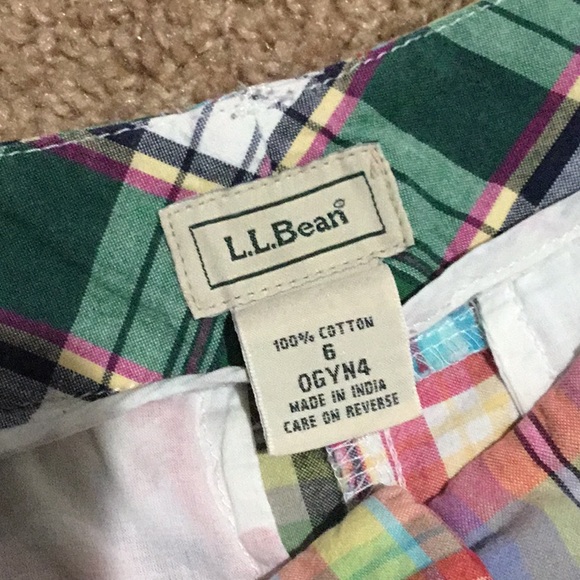 L.L.Bean®
100% COTTON
6
0GYN4
MADE IN INDIA
CARE ON REVERSE